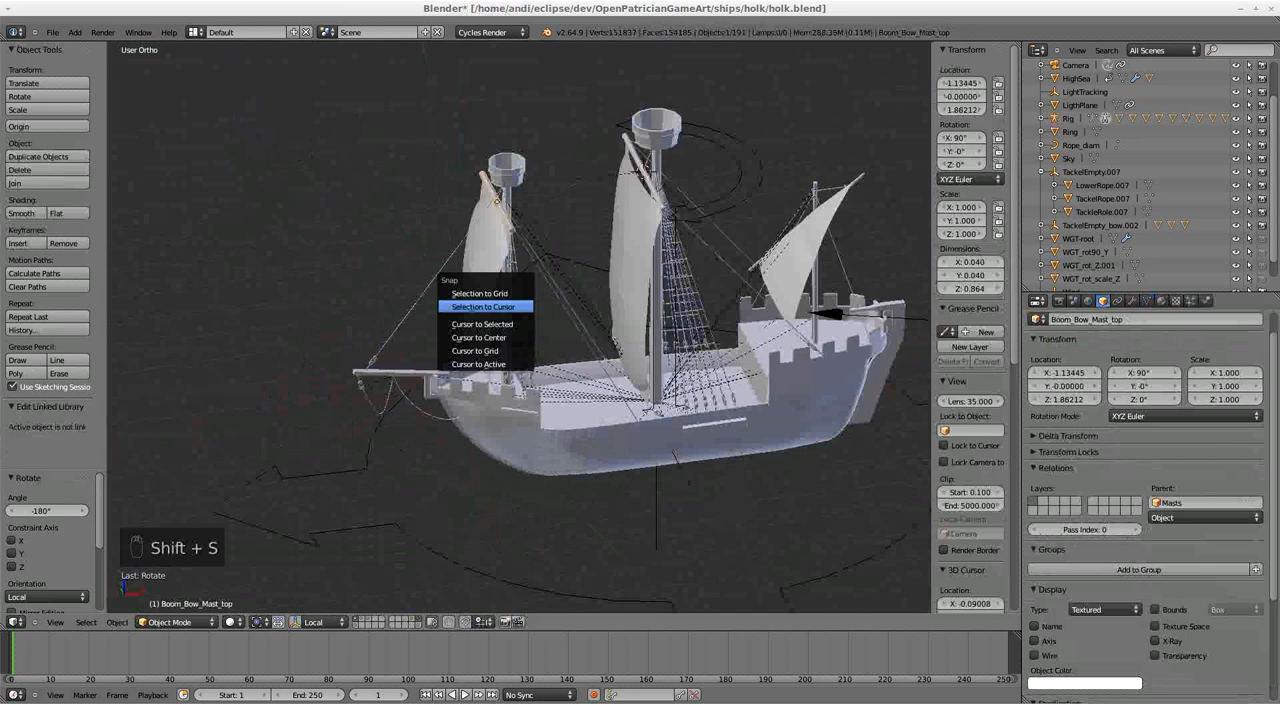 Blender* [/home/andi/eclipse/dev/OpenPatricianGameArt/ships/holk/holk.blend]
File Add Render Window Help Default Scene Cycles Render v2.64.9 | Verts:151837 | Faces:154185 | Objects:1/191 | Lamps:0/0 | Mem:288.36M (0.11M) | Boom_Bow_Mast_top
View Search All Scenes
Object Tools
User Ortho
Transform
Transform:
Translate
Rotate
Scale
Origin
Object:
Duplicate Objects
Delete
Join
Shading:
Smooth Flat
Keyframes:
Insert Remove
Motion Paths:
Calculate Paths
Clear Paths
Repeat:
Repeat Last
History...
Grease Pencil:
Draw Line
Poly Erase
Use Sketching Sessio
Edit Linked Library
Active object is not link
Rotate
Angle
-180°
Constraint Axis
X
Y
Z
Orientation
Local
Snap
Selection to Grid
Selection to Cursor
Cursor to Selected
Cursor to Center
Cursor to Grid
Cursor to Active
Shift + S
Last: Rotate
(1) Boom_Bow_Mast_top
Location:
-1.13445
-0.00000
1.86212
Rotation:
X: 90°
Y: -0°
Z: 0°
XYZ Euler
Scale:
X: 1.000
Y: 1.000
Z: 1.000
Dimensions:
X: 0.040
Y: 0.040
Z: 0.864
Grease Pencil
New
New Layer
Delete Fr Convert
View
Lens: 35.000
Lock to Object:
Lock to Cursor
Lock Camera to
Clip:
Start: 0.100
End: 5000.000
Local Camera:
Camera
Render Border
3D Cursor
Location:
X: -0.09008
Camera
HighSea
LightTracking
LigthPlane
Rig
Ring
Rope_diam
Sky
TackelEmpty.007
LowerRope.007
TackelRope.007
TackleRole.007
TackelEmpty_bow.002
WGT-root
WGT_rot90_Y
WGT_rot_Z.001
WGT_rot_scale_Z
Boom_Bow_Mast_top
Transform
Location: Rotation: Scale:
X: -1.13445 X: 90° X: 1.000
Y: -0.00000 Y: -0° Y: 1.000
Z: 1.86212 Z: 0° Z: 1.000
Rotation Mode: XYZ Euler
Delta Transform
Transform Locks
Relations
Layers: Parent:
Masts
Object
Pass Index: 0
Groups
Add to Group
Display
Type: Textured Bounds Box
Name Texture Space
Axis X-Ray
Wire Transparency
Object Color:
View Select Object Object Mode Local
0 10 20 30 40 50 60 70 80 90 100 110 120 130 140 150 160 170 180 190 200 210 220 230 240 250
View Marker Frame Playback Start: 1 End: 250 1 No Sync